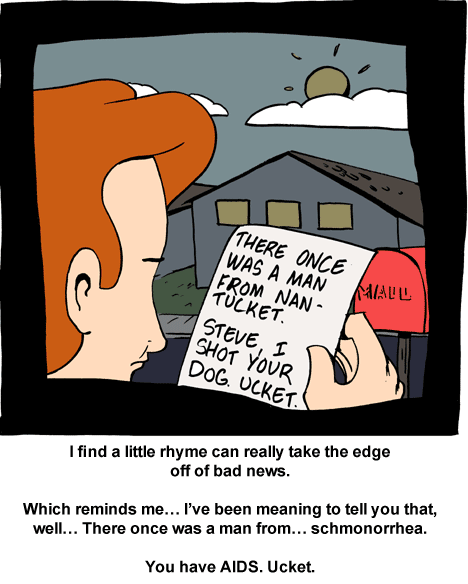 THERE ONCE
WAS A MAN
FROM NAN-
TUCKET.
STEVE, I
SHOT YOUR
DOG. UCKET.
MAIL
I find a little rhyme can really take the edge
off of bad news.
Which reminds me... I've been meaning to tell you that,
well... There once was a man from... schmonorrhea.
You have AIDS. Ucket.